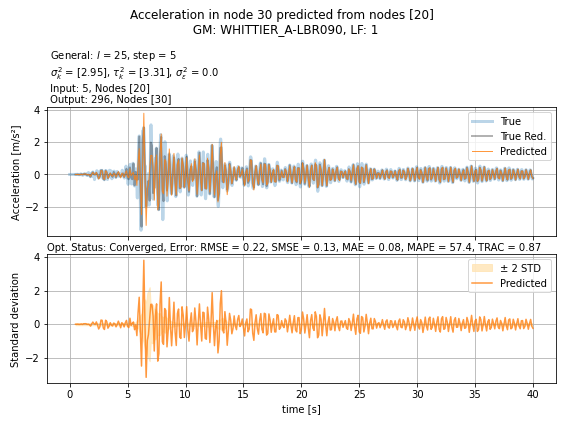 Acceleration in node 30 predicted from nodes [20]
GM: WHITTIER_A-LBR090, LF: 1
General: l = 25, step = 5
σ²ₖ = [2.95], τ²ₖ = [3.31], σ²ε = 0.0
Input: 5, Nodes [20]
Output: 296, Nodes [30]
Acceleration [m/s²]
4
2
0
−2
True
True Red.
Predicted
Opt. Status: Converged, Error: RMSE = 0.22, SMSE = 0.13, MAE = 0.08, MAPE = 57.4, TRAC = 0.87
Standard deviation
4
2
0
−2
± 2 STD
Predicted
0 5 10 15 20 25 30 35 40
time [s]